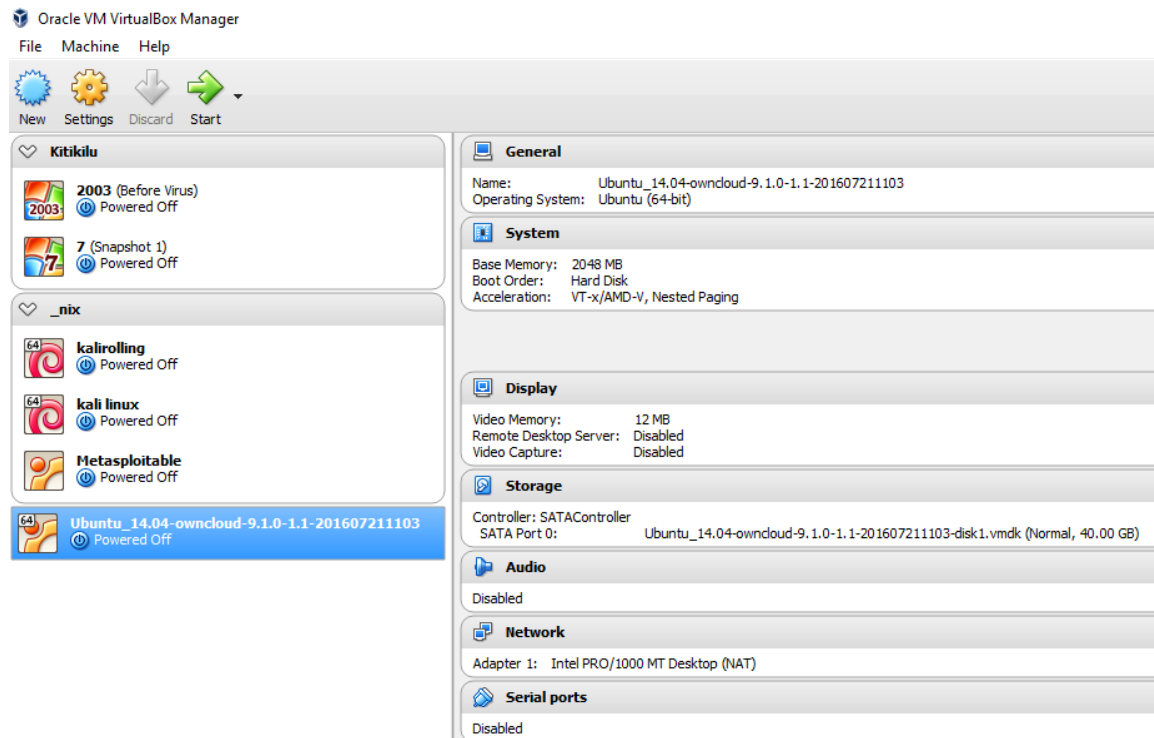 Oracle VM VirtualBox Manager
File Machine Help
New Settings Discard Start
Kitikilu
2003 (Before Virus)
2003
Powered Off
7 (Snapshot 1)
7
Powered Off
_nix
64
kalirolling
Powered Off
64
kali linux
Powered Off
Metasploitable
Powered Off
64
Ubuntu_14.04-owncloud-9.1.0-1.1-201607211103
Powered Off
General
Name: Ubuntu_14.04-owncloud-9.1.0-1.1-201607211103
Operating System: Ubuntu (64-bit)
System
Base Memory: 2048 MB
Boot Order: Hard Disk
Acceleration: VT-x/AMD-V, Nested Paging
Display
Video Memory: 12 MB
Remote Desktop Server: Disabled
Video Capture: Disabled
Storage
Controller: SATAController
SATA Port 0: Ubuntu_14.04-owncloud-9.1.0-1.1-201607211103-disk1.vmdk (Normal, 40.00 GB)
Audio
Disabled
Network
Adapter 1: Intel PRO/1000 MT Desktop (NAT)
Serial ports
Disabled